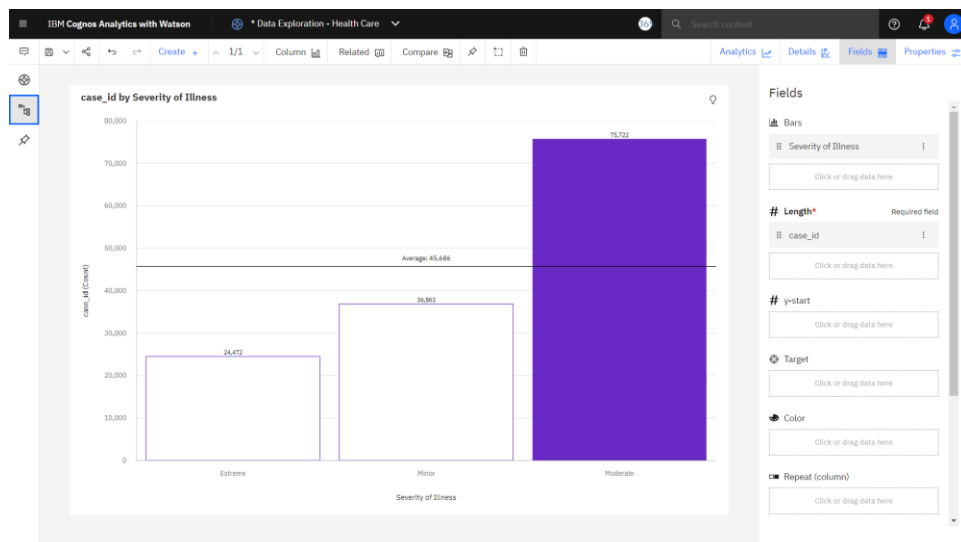 IBM Cognos Analytics with Watson
* Data Exploration - Health Care
Search content
1
Create +
1/1
Column
Related
Compare
Analytics
Details
Fields
Properties
case_id by Severity of Illness
80,000
70,000
60,000
50,000
40,000
30,000
20,000
10,000
0
case_id (Count)
75,722
Average: 45,686
36,863
24,472
Extreme
Minor
Moderate
Severity of Illness
Fields
Bars
Severity of Illness
Click or drag data here
# Length*
Required field
case_id
Click or drag data here
# y-start
Click or drag data here
Target
Click or drag data here
Color
Click or drag data here
Repeat (column)
Click or drag data here